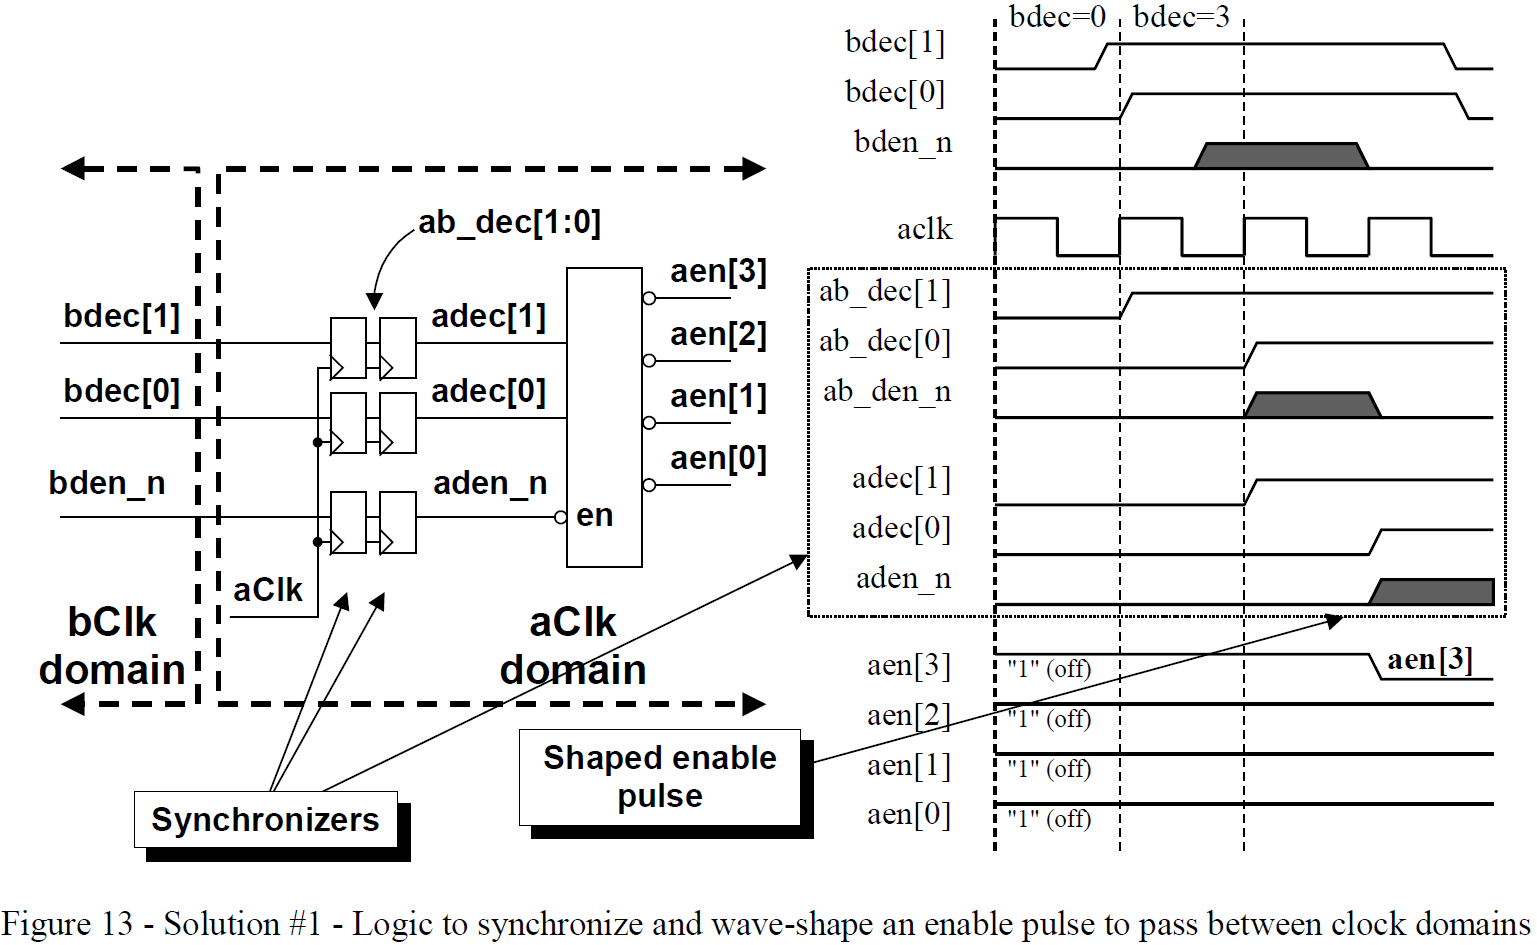 bdec=0 bdec=3
bdec[1]
bdec[0]
bden_n
aclk
ab_dec[1]
ab_dec[0]
ab_den_n
adec[1]
adec[0]
aden_n
aen[3] "1" (off) aen[3]
aen[2] "1" (off)
aen[1] "1" (off)
aen[0] "1" (off)
ab_dec[1:0]
bdec[1] adec[1] aen[3]
aen[2]
bdec[0] adec[0] aen[1]
aen[0]
bden_n aden_n en
aClk
bClk
domain
aClk
domain
Synchronizers
Shaped enable
pulse
Figure 13 - Solution #1 - Logic to synchronize and wave-shape an enable pulse to pass between clock domains